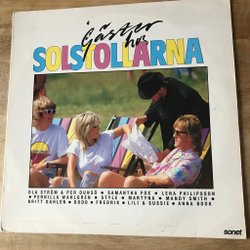 Gäster hos
SOLSTOLLARNA
OLA STRÖM & PER DUNSÖ • SAMANTHA FOX • LENA PHILIPSSON
PERNILLA WAHLGREN • STYLE • MARTYNA • MANDY SMITH •
BRITT DAHLEN • DODO • FREDRIK • LILI & SUSSIE • ANNA BOOK
sonet